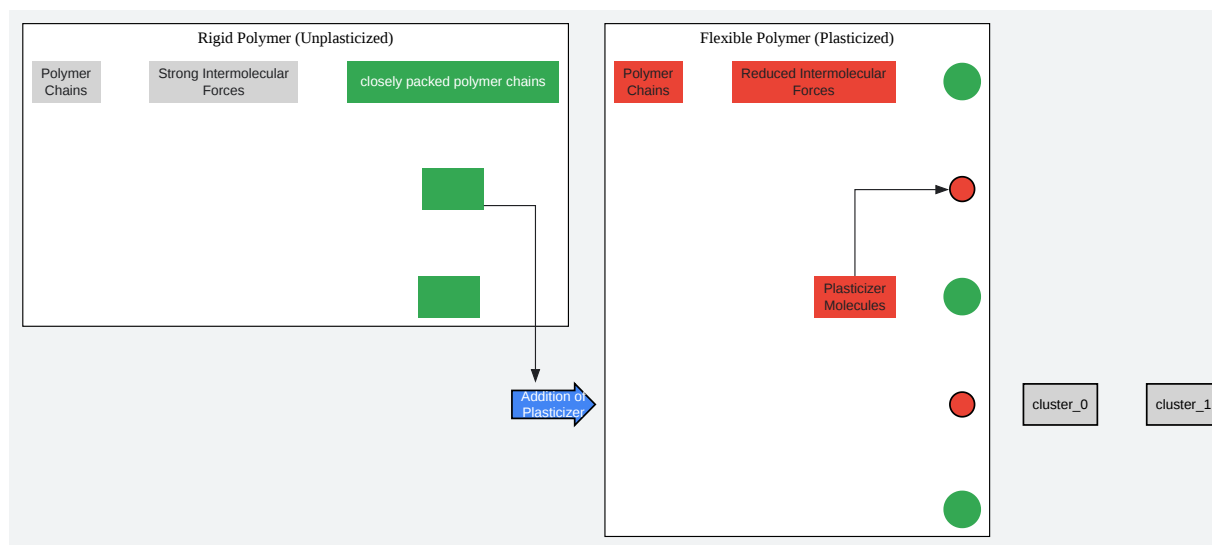 Rigid Polymer (Unplasticized)
Polymer
Chains
Strong Intermolecular
Forces
closely packed polymer chains
Flexible Polymer (Plasticized)
Polymer
Chains
Reduced Intermolecular
Forces
Plasticizer
Molecules
Addition of
Plasticizer
cluster_0
cluster_1